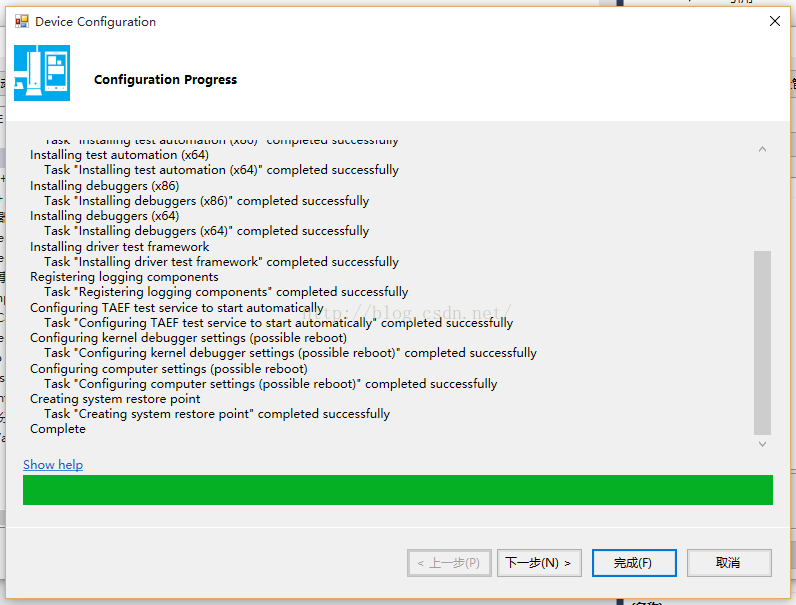 Device Configuration
Configuration Progress
Task "Installing test automation (x86)" completed successfully
Installing test automation (x64)
Task "Installing test automation (x64)" completed successfully
Installing debuggers (x86)
Task "Installing debuggers (x86)" completed successfully
Installing debuggers (x64)
Task "Installing debuggers (x64)" completed successfully
Installing driver test framework
Task "Installing driver test framework" completed successfully
Registering logging components
Task "Registering logging components" completed successfully
Configuring TAEF test service to start automatically
http://blog.csdn.net/
Task "Configuring TAEF test service to start automatically" completed successfully
Configuring kernel debugger settings (possible reboot)
Task "Configuring kernel debugger settings (possible reboot)" completed successfully
Configuring computer settings (possible reboot)
Task "Configuring computer settings (possible reboot)" completed successfully
Creating system restore point
Task "Creating system restore point" completed successfully
Complete
Show help
< 上一步(P) 下一步(N) > 完成(F) 取消